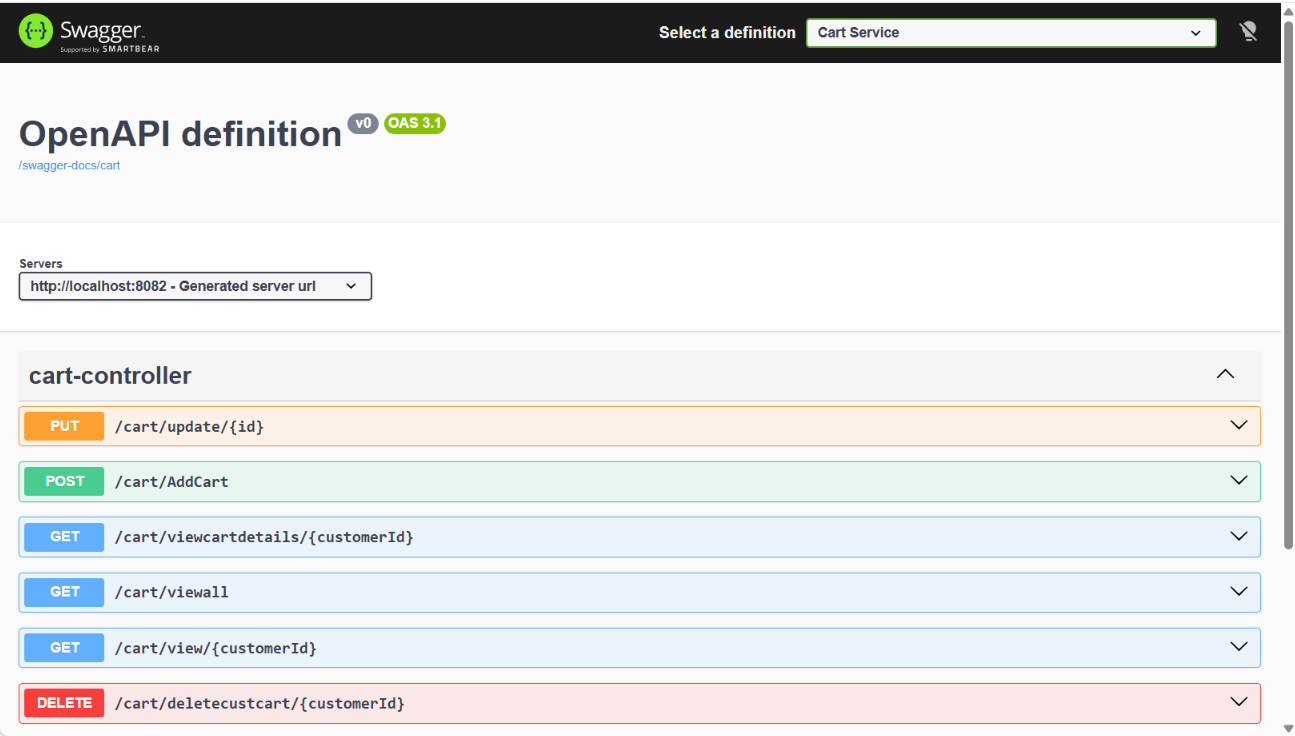 {...} Swagger
Supported by SMARTBEAR
Select a definition
Cart Service
OpenAPI definition v0 OAS 3.1
/swagger-docs/cart
Servers
http://localhost:8082 - Generated server url
cart-controller
PUT /cart/update/{id}
POST /cart/AddCart
GET /cart/viewcartdetails/{customerId}
GET /cart/viewall
GET /cart/view/{customerId}
DELETE /cart/deletecustcart/{customerId}